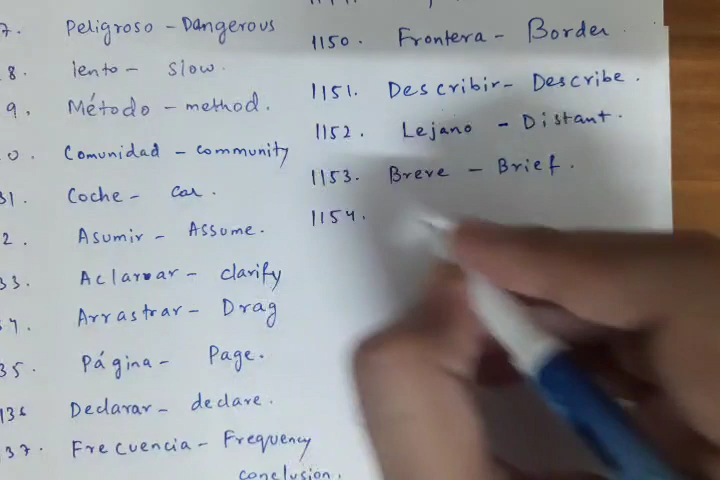 7. Peligroso - Dangerous
8. lento - slow.
9. Método - method.
0. Comunidad - community
31. Coche - car.
2. Asumir - Assume.
33. Aclarar - clarify
34. Arrastrar - Drag
35. Página - Page.
136 Declarar - declare.
137. Frecuencia - Frequency
conclusion.
1150. Frontera - Border.
1151. Describir - Describe.
1152. Lejano - Distant.
1153. Breve - Brief.
1154.